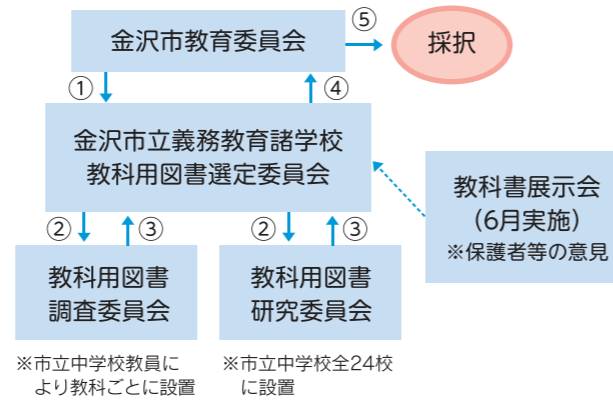 金沢市教育委員会
⑤
採択
①
④
金沢市立義務教育諸学校
教科用図書選定委員会
教科書展示会
（6月実施）
※保護者等の意見
②
③
②
③
教科用図書
調査委員会
教科用図書
研究委員会
※市立中学校教員に
より教科ごとに設置
※市立中学校全24校
に設置